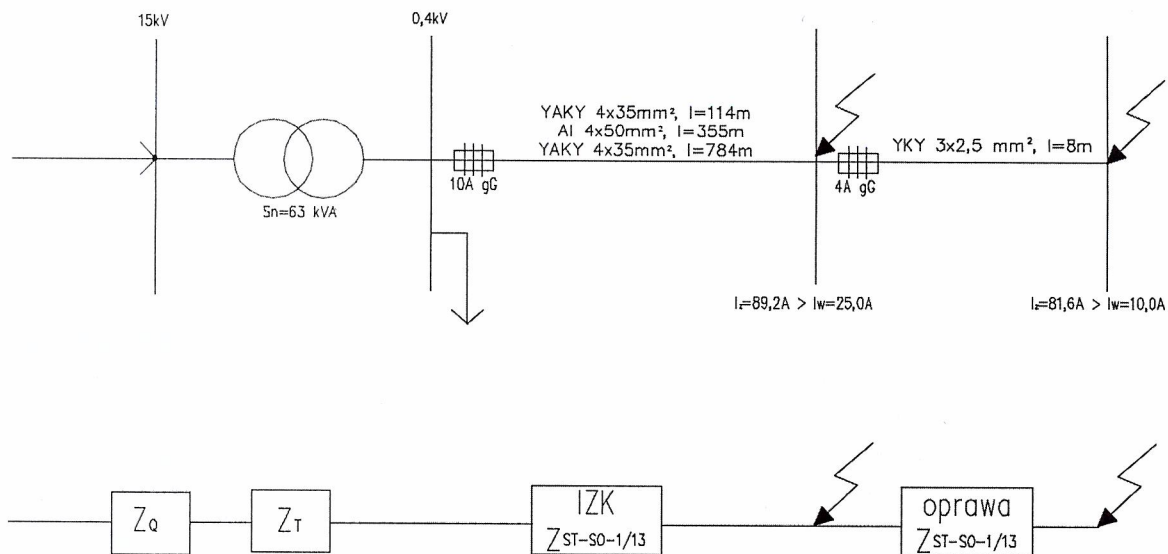 15kV
0,4kV
YAKY 4x35mm², l=114m
Al 4x50mm², l=355m
YAKY 4x35mm², l=784m
YKY 3x2,5 mm², l=8m
10A gG
4A gG
Sn=63 kVA
Iz=89,2A > Iw=25,0A
Iz=81,6A > Iw=10,0A
ZQ
ZT
IZK
ZST-SO-1/13
oprawa
ZST-SO-1/13